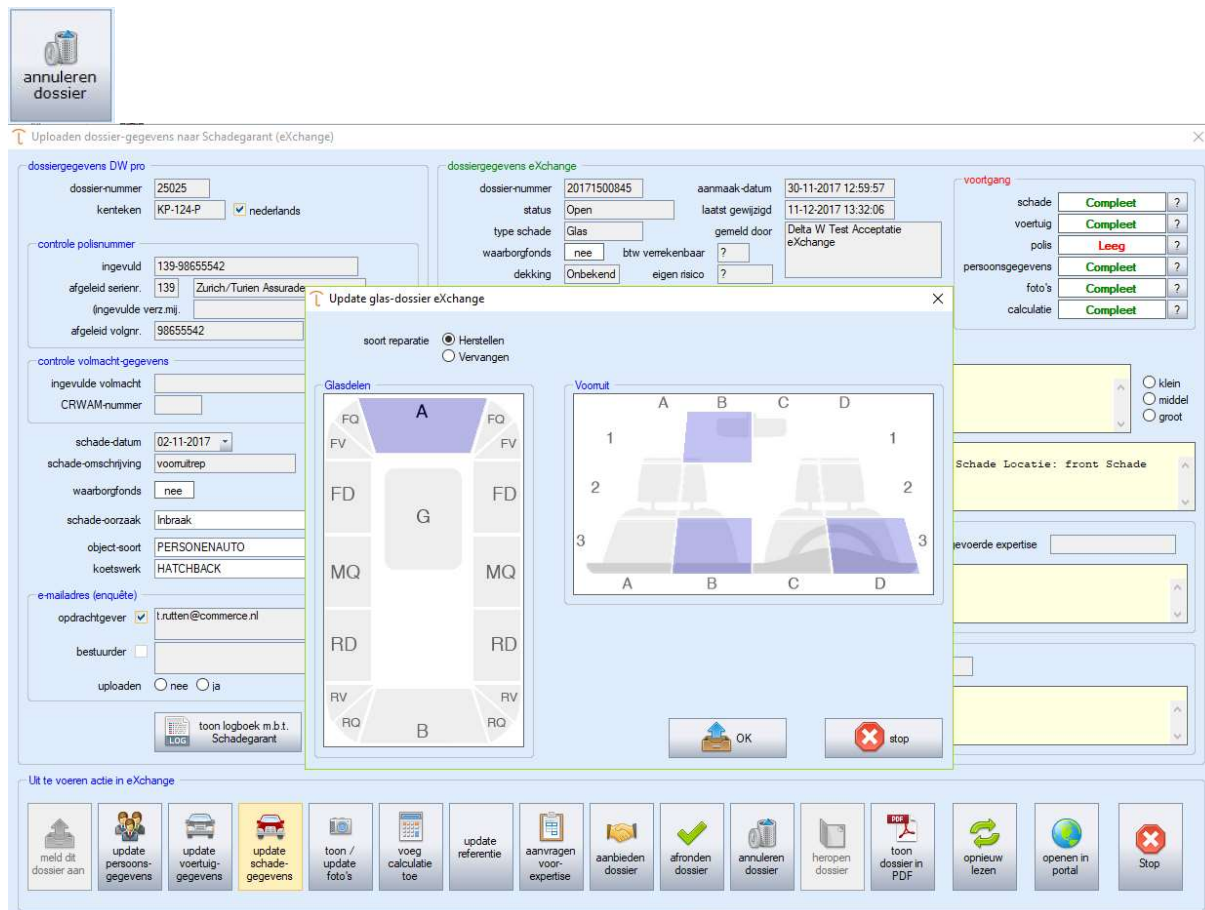 annuleren
dossier
Uploaden dossier-gegevens naar Schadegarant (eXchange)
dossiergegevens DW pro
dossier-nummer 25025
kenteken KP-124-P nederlands
controle polisnummer
ingevuld 139-98655542
afgeleid serienr. 139 Zurich/Turien Assurade
(ingevulde verz.mij.
afgeleid volgnr. 98655542
controle volmacht-gegevens
ingevulde volmacht
CRWAM-nummer
schade-datum 02-11-2017
schade-omschrijving voorruitrep
waarborgfonds nee
schade-oorzaak Inbraak
object-soort PERSONENAUTO
koetswerk HATCHBACK
e-mailadres (enquête)
opdrachtgever t.rutten@commerce.nl
bestuurder
uploaden nee ja
LOG toon logboek m.b.t.
Schadegarant
dossiergegevens eXchange
dossier-nummer 20171500845 aanmaak-datum 30-11-2017 12:59:57
status Open laatst gewijzigd 11-12-2017 13:32:06
type schade Glas gemeld door Delta W Test Acceptatie
eXchange
waarborgfonds nee btw verrekenbaar ?
dekking Onbekend eigen risico ?
voortgang
schade Compleet ?
voertuig Compleet ?
polis Leeg ?
persoonsgegevens Compleet ?
foto's Compleet ?
calculatie Compleet ?
klein
middel
groot
Schade Locatie: front Schade
gevoerde expertise
Update glas-dossier eXchange
soort reparatie Herstellen
Vervangen
Glasdelen
FQ A FQ
FV FV
FD FD
G
MQ MQ
RD RD
RV RV
RQ B RQ
Voorruit
A B C D
1 1
2 2
3 3
A B C D
OK
stop
Uit te voeren actie in eXchange
meld dit
dossier aan
update
persoons-
gegevens
update
voertuig-
gegevens
update
schade-
gegevens
toon /
update
foto's
voeg
calculatie
toe
update
referentie
aanvragen
voor-
expertise
aanbieden
dossier
afronden
dossier
annuleren
dossier
heropen
dossier
PDF
toon
dossier in
PDF
opnieuw
lezen
openen in
portal
Stop